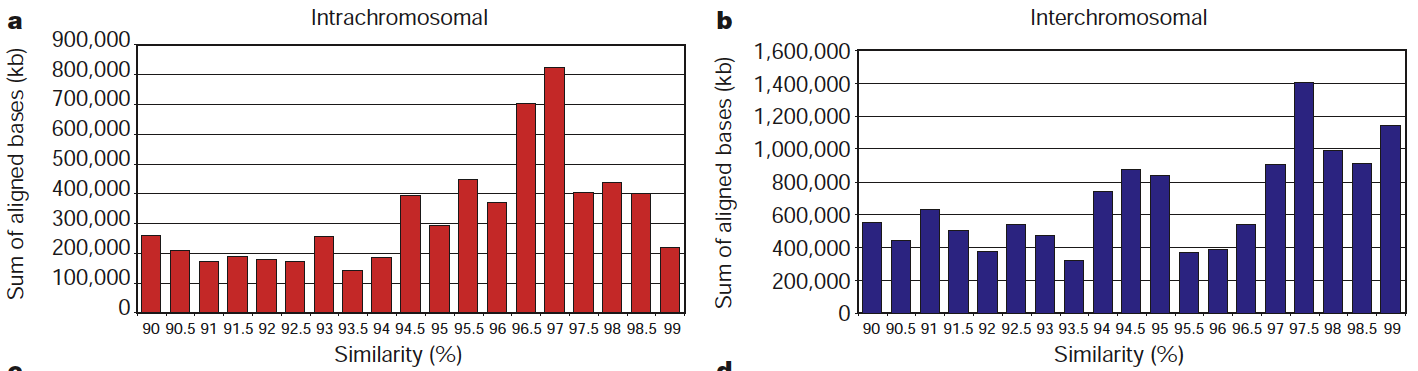 a
Intrachromosomal
Sum of aligned bases (kb)
900,000
800,000
700,000
600,000
500,000
400,000
300,000
200,000
100,000
0
90 90.5 91 91.5 92 92.5 93 93.5 94 94.5 95 95.5 96 96.5 97 97.5 98 98.5 99
Similarity (%)
b
Interchromosomal
Sum of aligned bases (kb)
1,600,000
1,400,000
1,200,000
1,000,000
800,000
600,000
400,000
200,000
0
90 90.5 91 91.5 92 92.5 93 93.5 94 94.5 95 95.5 96 96.5 97 97.5 98 98.5 99
Similarity (%)